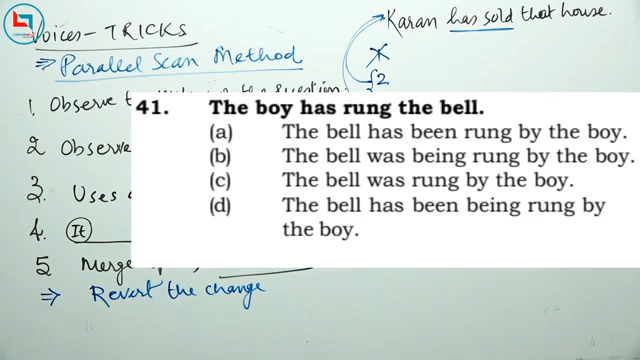 Voices - TRICKS
⇒ Parallel Scan Method
Karan has sold that house.
1. Observe the question.
2 Observe
3. Uses
4. It
5 Merge
⇒ Revert the change
41. The boy has rung the bell.
(a) The bell has been rung by the boy.
(b) The bell was being rung by the boy.
(c) The bell was rung by the boy.
(d) The bell has been being rung by
the boy.